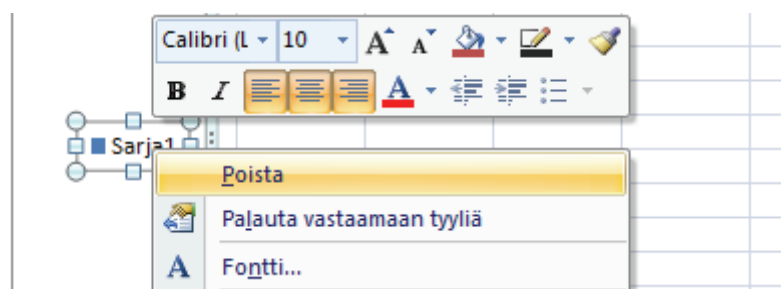 Calibri (L 10 A A
B I A
Sarja1
Poista
Palauta vastaamaan tyyliä
A Fontti...